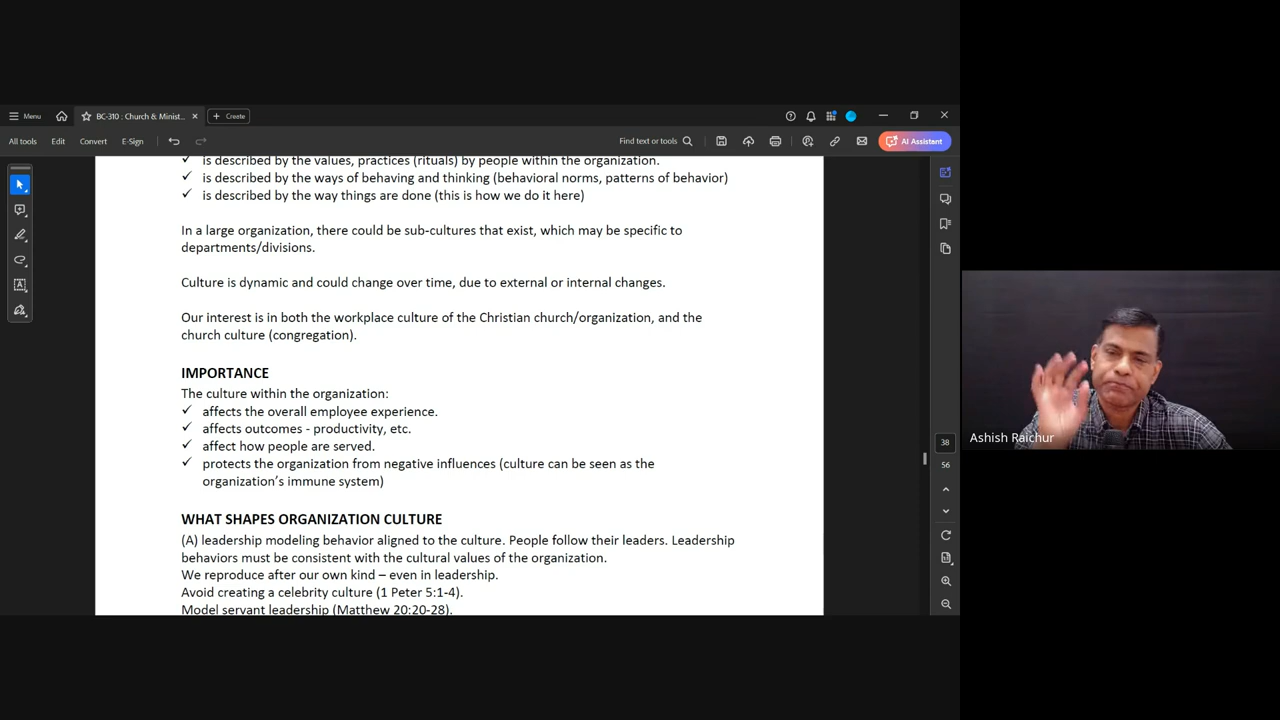 Menu
BC-310 : Church & Minist...
Create
All tools
Edit
Convert
E-Sign
Find text or tools
AI Assistant
✓ is described by the values, practices (rituals) by people within the organization.
✓ is described by the ways of behaving and thinking (behavioral norms, patterns of behavior)
✓ is described by the way things are done (this is how we do it here)
In a large organization, there could be sub-cultures that exist, which may be specific to
departments/divisions.
Culture is dynamic and could change over time, due to external or internal changes.
Our interest is in both the workplace culture of the Christian church/organization, and the
church culture (congregation).
IMPORTANCE
The culture within the organization:
✓ affects the overall employee experience.
✓ affects outcomes - productivity, etc.
✓ affect how people are served.
✓ protects the organization from negative influences (culture can be seen as the
organization's immune system)
WHAT SHAPES ORGANIZATION CULTURE
(A) leadership modeling behavior aligned to the culture. People follow their leaders. Leadership
behaviors must be consistent with the cultural values of the organization.
We reproduce after our own kind – even in leadership.
Avoid creating a celebrity culture (1 Peter 5:1-4).
Model servant leadership (Matthew 20:20-28).
38
56
Ashish Raichur